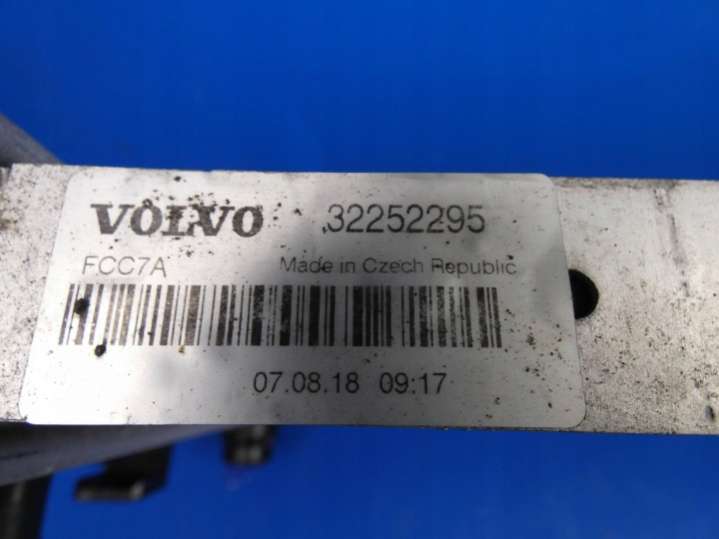 VOLVO 32252295
FCC7A Made in Czech Republic
07.08.18 09:17